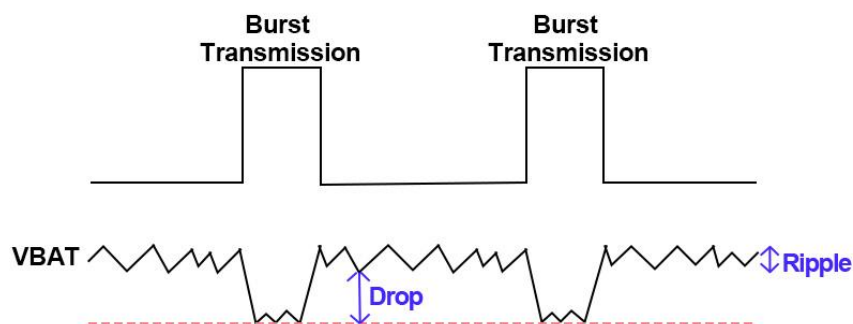 Burst
Transmission
Burst
Transmission
VBAT
Ripple
Drop